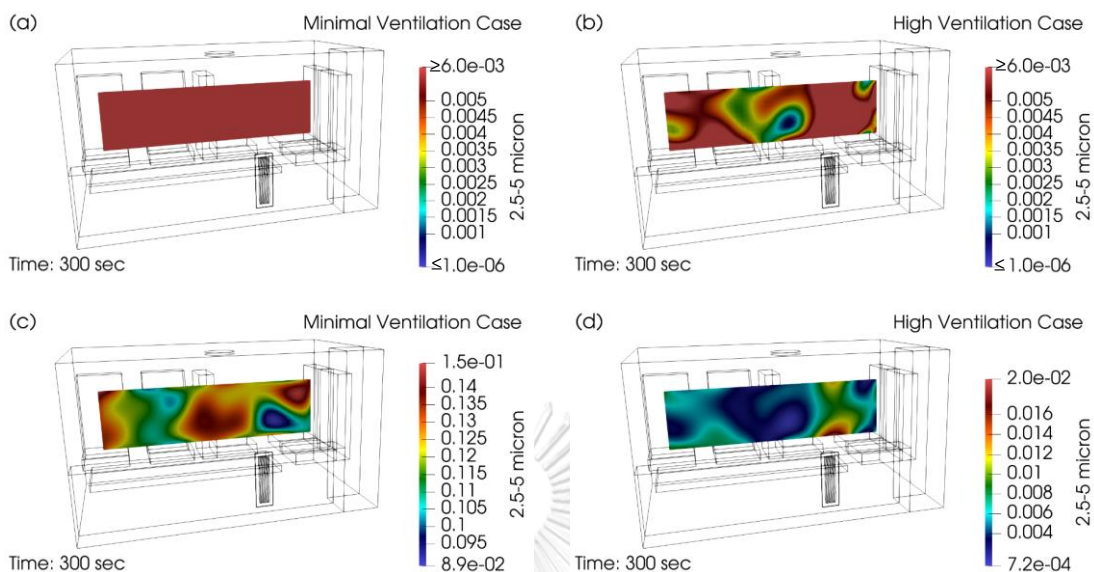 (a)
Minimal Ventilation Case
≥6.0e-03
0.005
0.0045
0.004
0.0035
0.003
0.0025
0.002
0.0015
0.001
≤1.0e-06
2.5-5 micron
Time: 300 sec
(b)
High Ventilation Case
≥6.0e-03
0.005
0.0045
0.004
0.0035
0.003
0.0025
0.002
0.0015
0.001
≤1.0e-06
2.5-5 micron
Time: 300 sec
(c)
Minimal Ventilation Case
1.5e-01
0.14
0.135
0.13
0.125
0.12
0.115
0.11
0.105
0.1
0.095
8.9e-02
2.5-5 micron
Time: 300 sec
(d)
High Ventilation Case
2.0e-02
0.016
0.014
0.012
0.01
0.008
0.006
0.004
7.2e-04
2.5-5 micron
Time: 300 sec